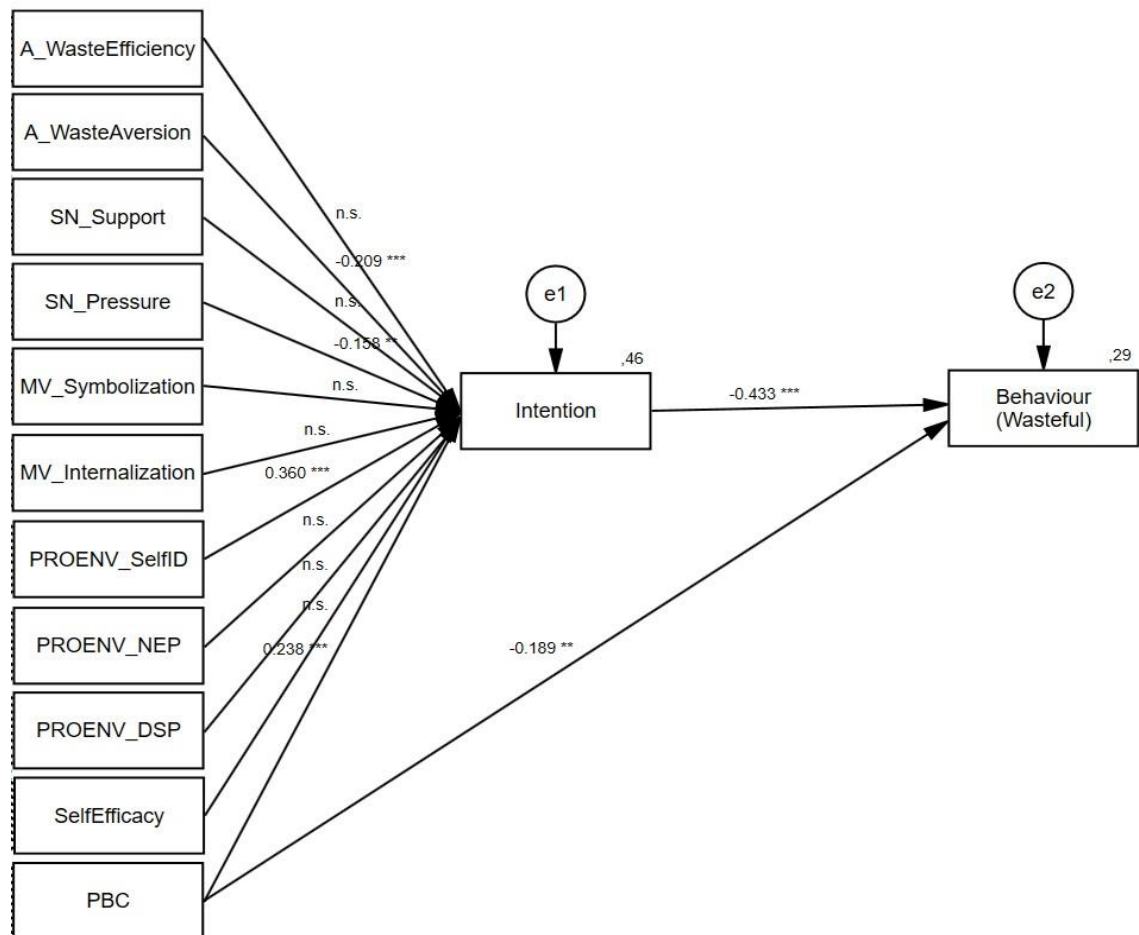 A_WasteEfficiency
A_WasteAversion
SN_Support
SN_Pressure
MV_Symbolization
MV_Internalization
PROENV_SelfID
PROENV_NEP
PROENV_DSP
SelfEfficacy
PBC
n.s.
-0.209 ***
n.s.
-0.158 **
n.s.
n.s.
0.360 ***
n.s.
n.s.
n.s.
0.238 ***
e1
,46
Intention
-0.433 ***
-0.189 **
e2
,29
Behaviour
(Wasteful)